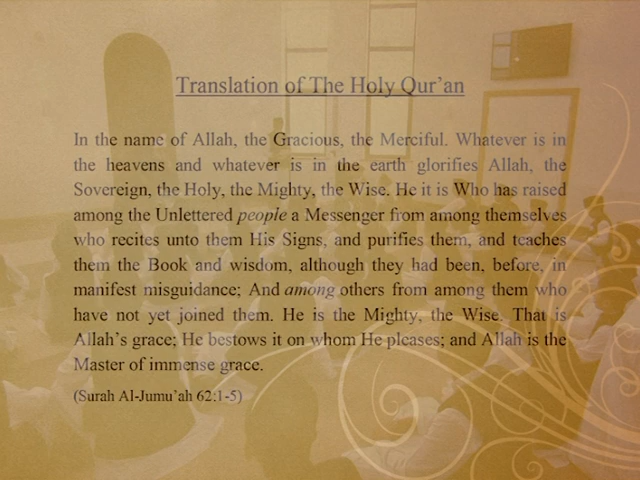 Translation of The Holy Qur'an
In the name of Allah, the Gracious, the Merciful. Whatever is in
the heavens and whatever is in the earth glorifies Allah, the
Sovereign, the Holy, the Mighty, the Wise. He it is Who has raised
among the Unlettered people a Messenger from among themselves
who recites unto them His Signs, and purifies them, and teaches
them the Book and wisdom, although they had been, before, in
manifest misguidance; And among others from among them who
have not yet joined them. He is the Mighty, the Wise. That is
Allah's grace; He bestows it on whom He pleases; and Allah is the
Master of immense grace.
(Surah Al-Jumu'ah 62:1-5)